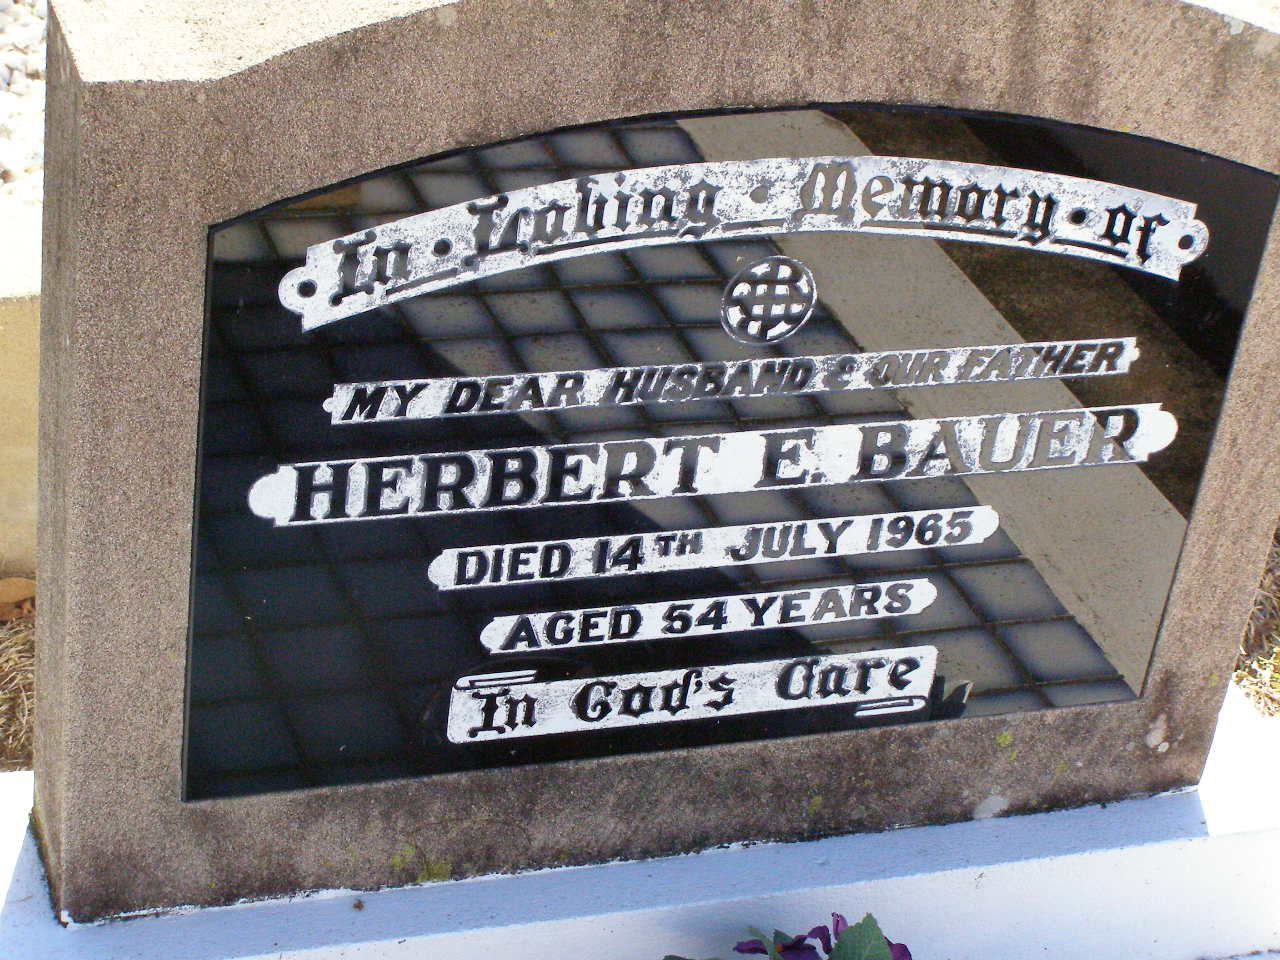 In · Loving · Memory · of
MY DEAR HUSBAND & OUR FATHER
HERBERT E. BAUER
DIED 14TH JULY 1965
AGED 54 YEARS
In God's Care